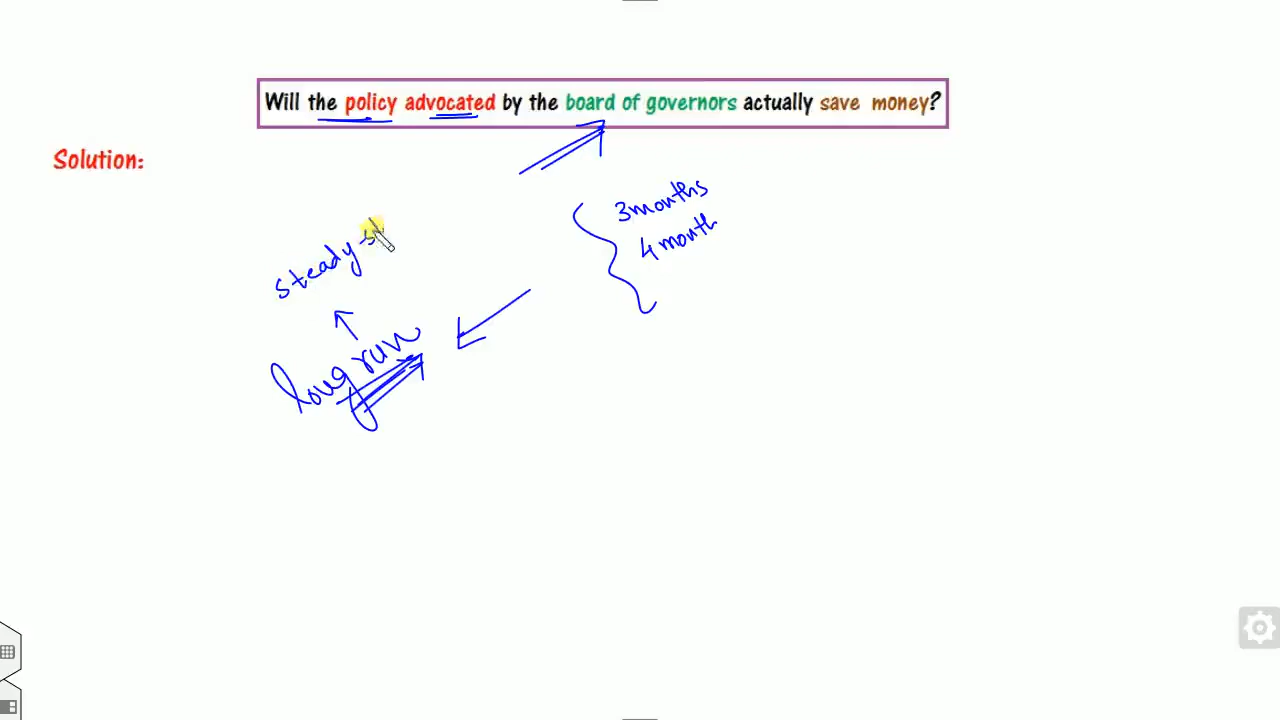 Will the policy advocated by the board of governors actually save money?
Solution:
3months
4month
steady-s
long run